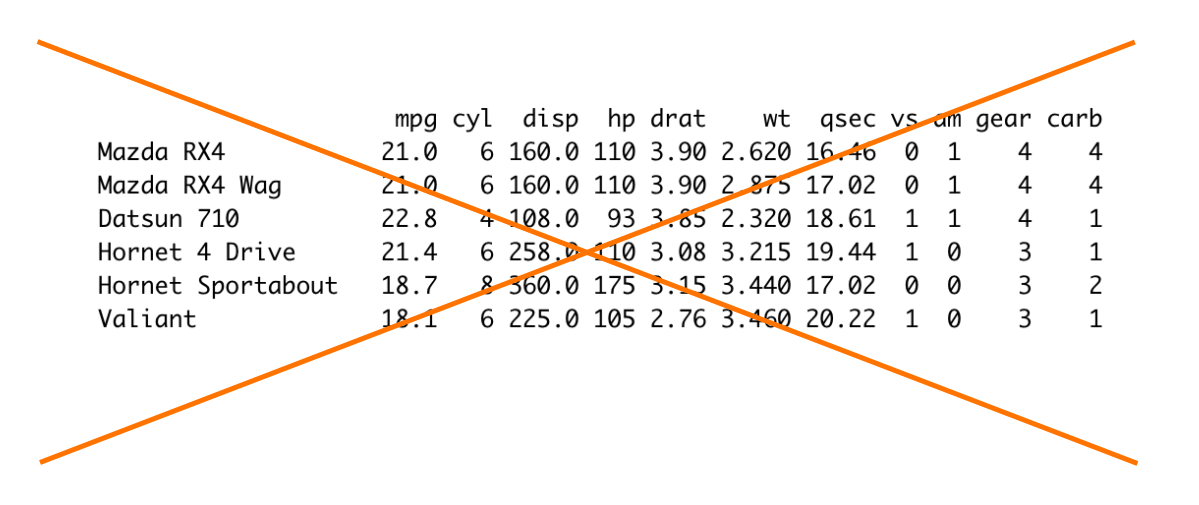 mpg cyl disp hp drat wt qsec vs am gear carb
Mazda RX4 21.0 6 160.0 110 3.90 2.620 16.46 0 1 4 4
Mazda RX4 Wag 21.0 6 160.0 110 3.90 2.875 17.02 0 1 4 4
Datsun 710 22.8 4 108.0 93 3.85 2.320 18.61 1 1 4 1
Hornet 4 Drive 21.4 6 258.0 110 3.08 3.215 19.44 1 0 3 1
Hornet Sportabout 18.7 8 360.0 175 3.15 3.440 17.02 0 0 3 2
Valiant 18.1 6 225.0 105 2.76 3.460 20.22 1 0 3 1